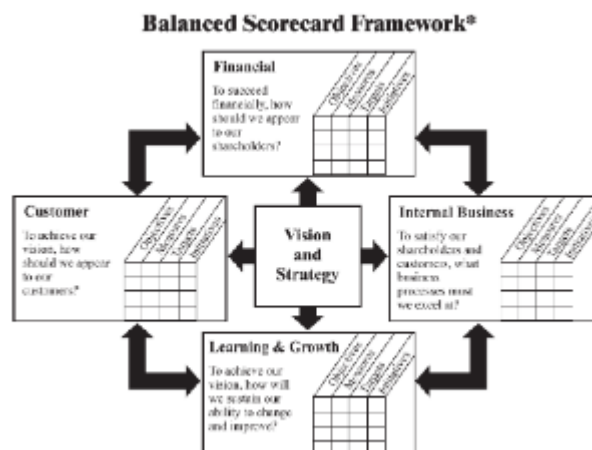 Balanced Scorecard Framework*
Financial
To succeed
financially, how
should we appear
to our
shareholders?
Objectives
Measures
Targets
Initiatives
Customer
To achieve our
vision, how
should we appear
to our
customers?
Objectives
Measures
Targets
Initiatives
Vision
and
Strategy
Internal Business
To satisfy our
shareholders and
customers, what
business
processes must
we excel at?
Objectives
Measures
Targets
Initiatives
Learning & Growth
To achieve our
vision, how will
we sustain our
ability to change
and improve?
Objectives
Measures
Targets
Initiatives